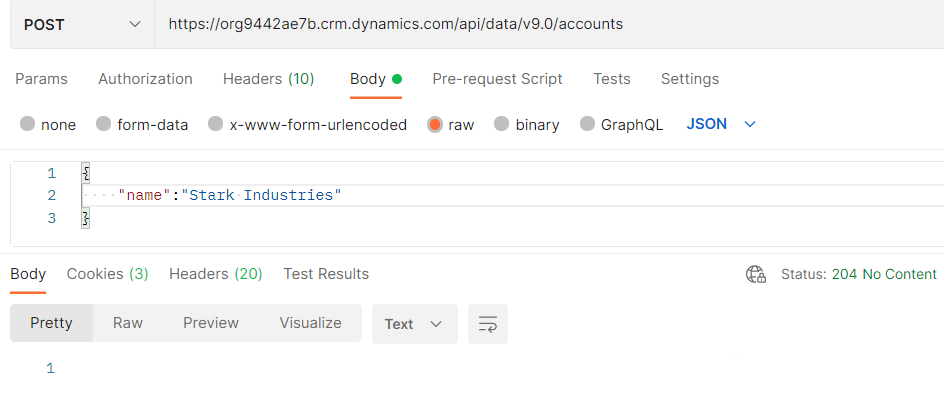 POST https://org9442ae7b.crm.dynamics.com/api/data/v9.0/accounts
Params Authorization Headers (10) Body Pre-request Script Tests Settings
none form-data x-www-form-urlencoded raw binary GraphQL JSON
1 {
2 "name":"Stark Industries"
3 }
Body Cookies (3) Headers (20) Test Results Status: 204 No Content
Pretty Raw Preview Visualize Text
1